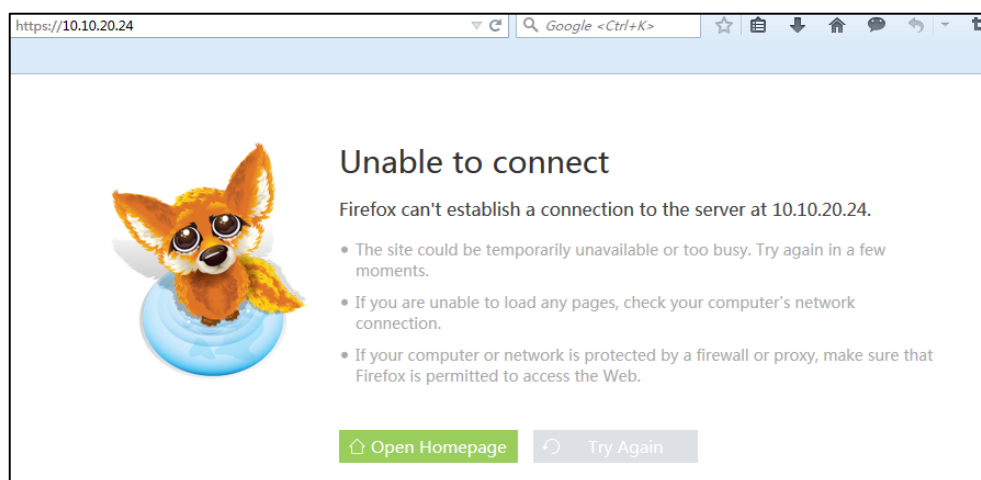 https://10.10.20.24
Google <Ctrl+K>
Unable to connect
Firefox can't establish a connection to the server at 10.10.20.24.
• The site could be temporarily unavailable or too busy. Try again in a few
moments.
• If you are unable to load any pages, check your computer's network
connection.
• If your computer or network is protected by a firewall or proxy, make sure that
Firefox is permitted to access the Web.
Open Homepage
Try Again